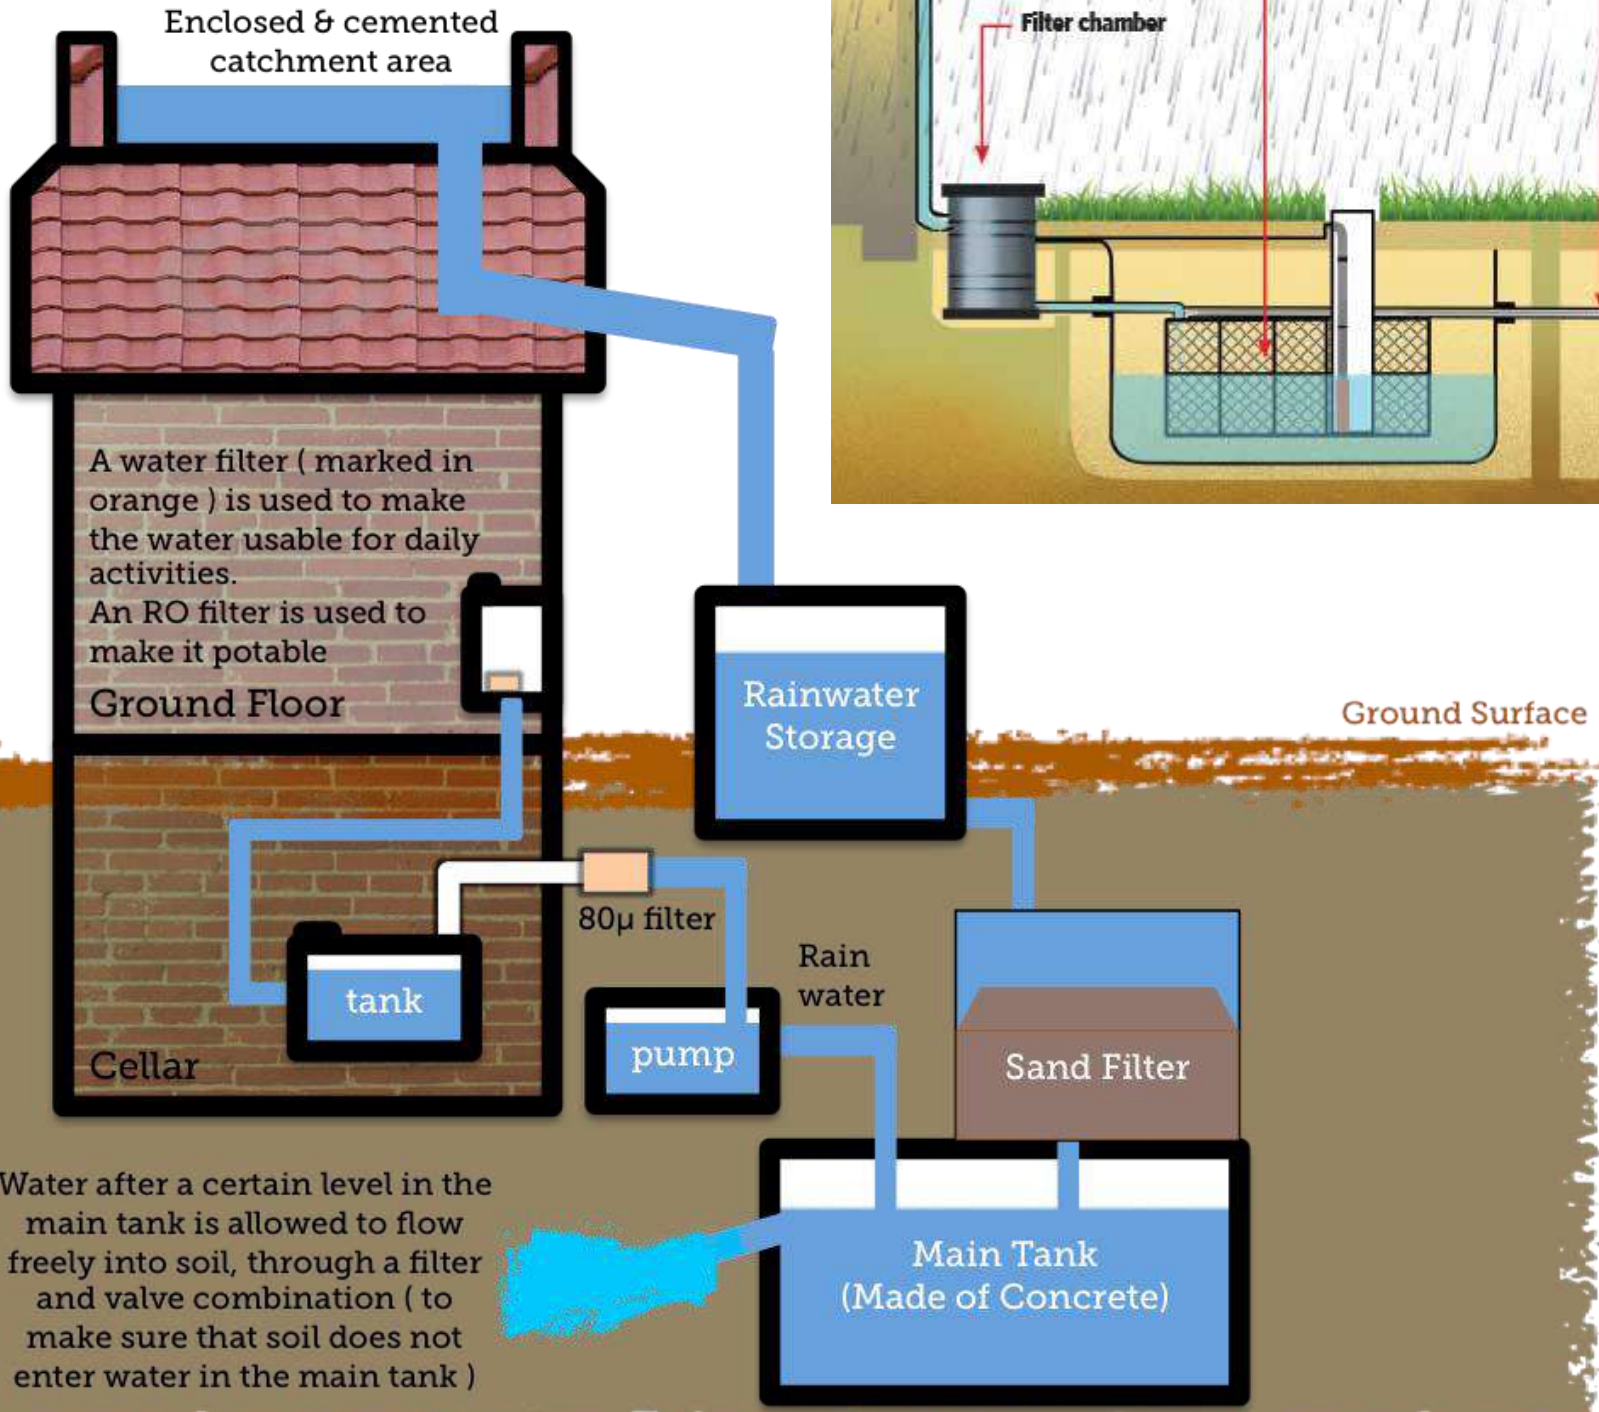 Enclosed & cemented
catchment area
Filter chamber
A water filter ( marked in
orange ) is used to make
the water usable for daily
activities.
An RO filter is used to
make it potable
Ground Floor
Rainwater
Storage
Ground Surface
80µ filter
Rain
water
tank
pump
Cellar
Sand Filter
Water after a certain level in the
main tank is allowed to flow
freely into soil, through a filter
and valve combination ( to
make sure that soil does not
enter water in the main tank )
Main Tank
(Made of Concrete)